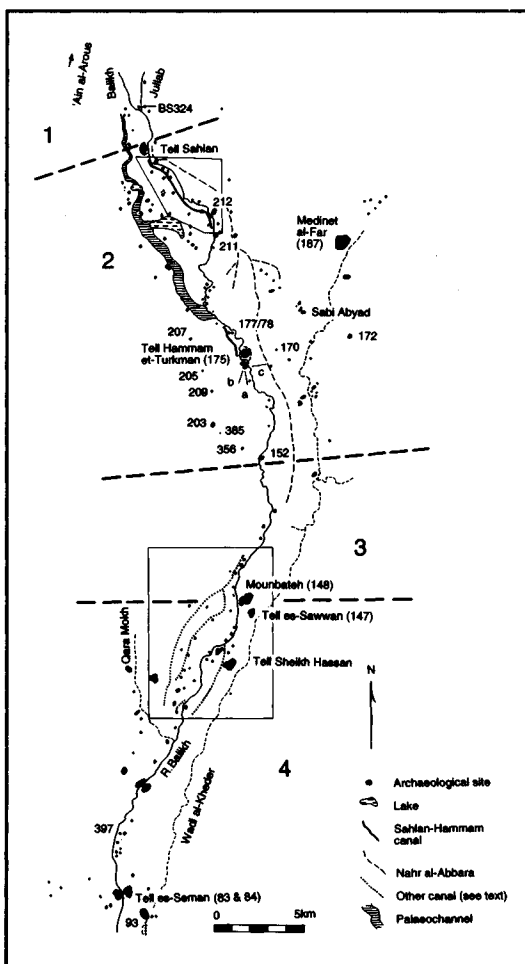 'Ain al-Arous
Balikh
Jullab
BS324
1
Tell Sahlan
212
211
Medinet
al-Far
(187)
2
Sabi Abyad
177/78
207
170
172
Tell Hammam
et-Turkman (175)
205
b
c
a
209
203
385
356
152
3
Mounbateh (148)
Tell es-Sawwan (147)
Qara Mokh
Tell Sheikh Hassan
N
R.Balikh
4
Wadi al-Kheder
Archaeological site
Lake
Sahlan-Hammam
canal
397
Nahr al-Abbara
Other canal (see text)
Palaeochannel
Tell es-Seman (83 & 84)
93
0 5km